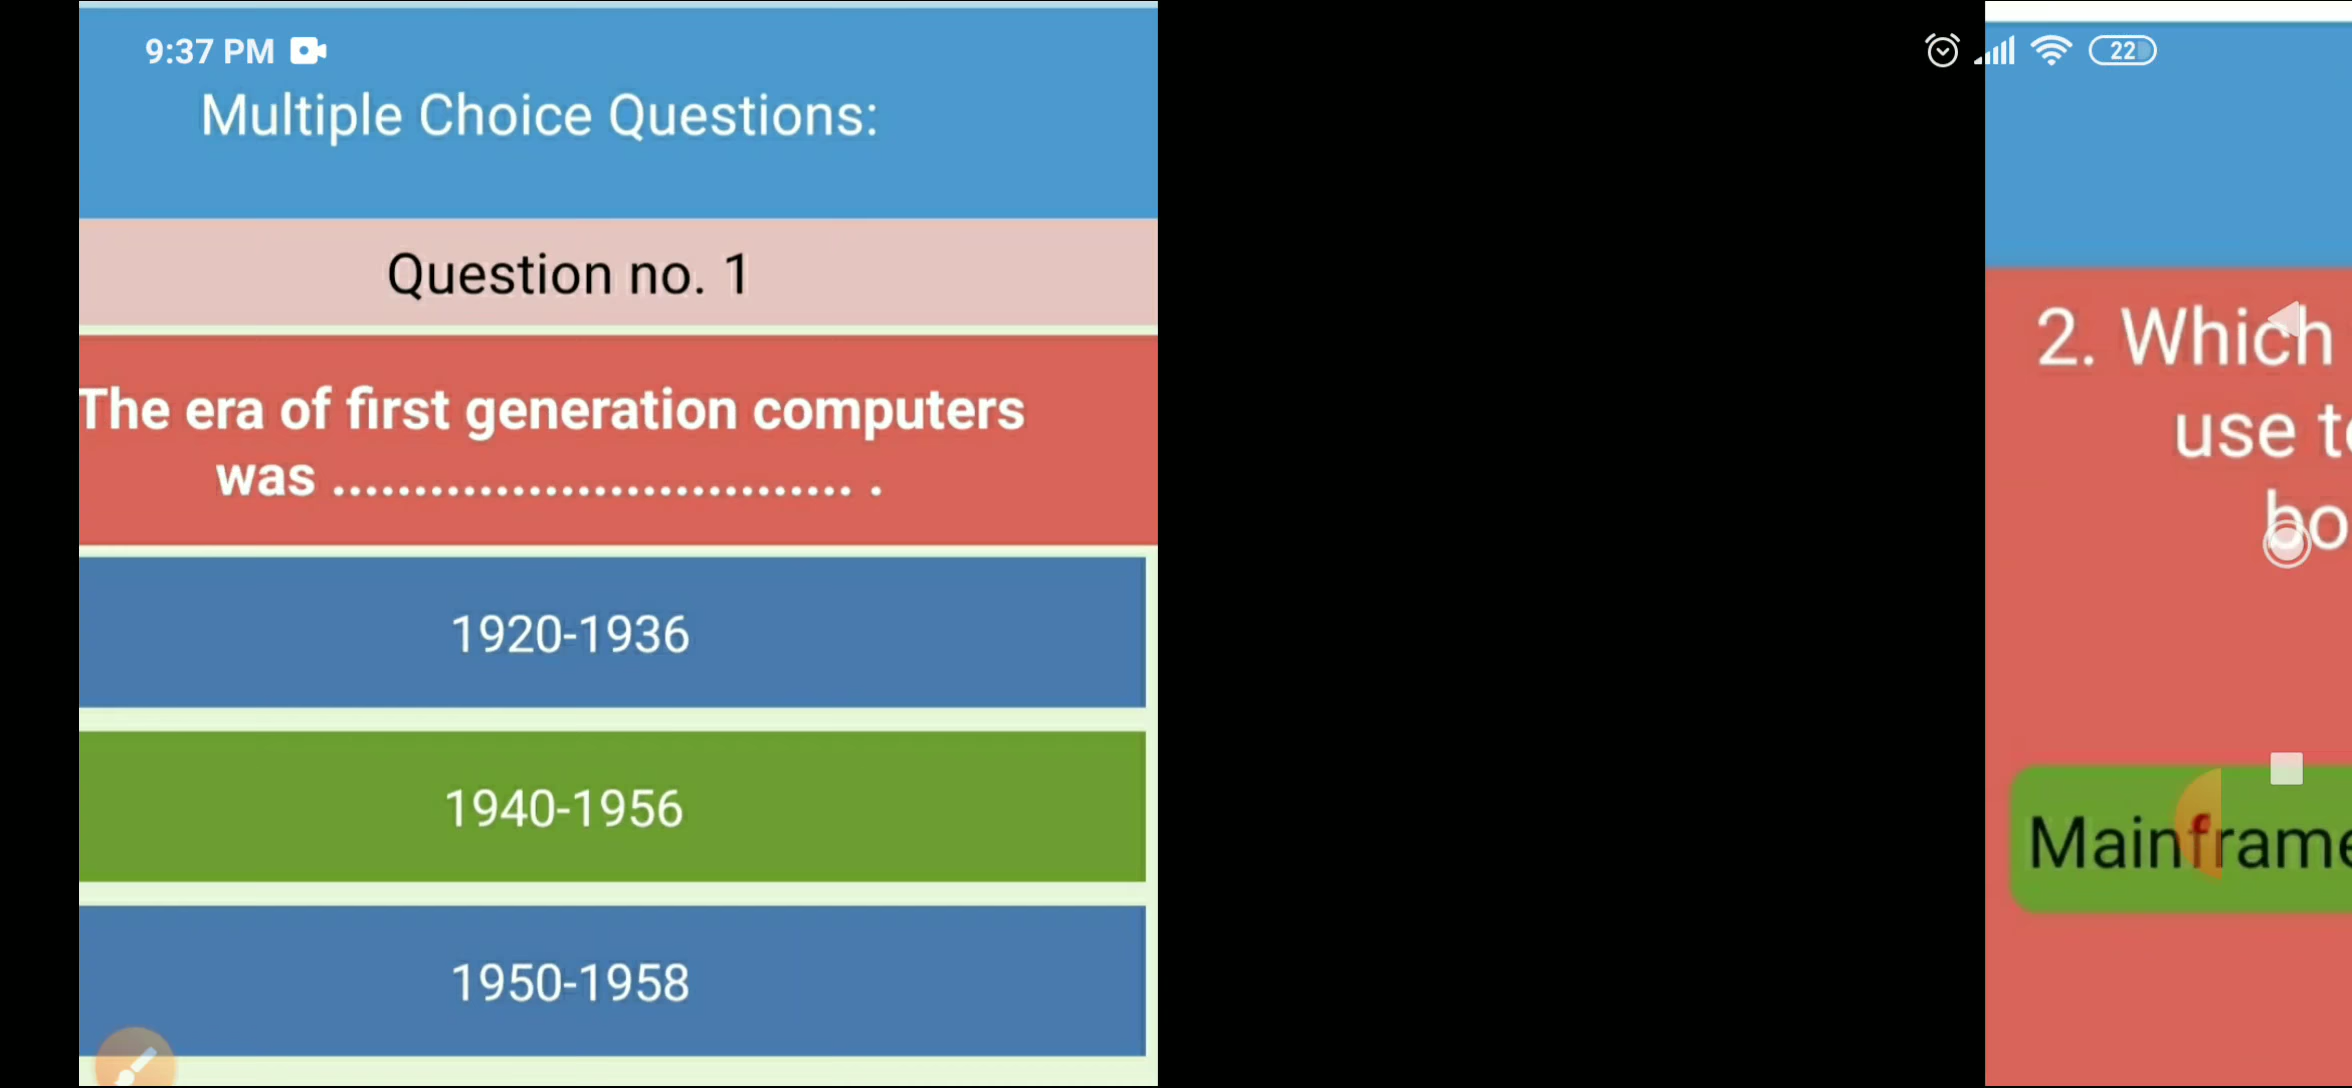 9:37 PM
22
Multiple Choice Questions:
Question no. 1
The era of first generation computers
was ................................ .
1920-1936
1940-1956
1950-1958
2. Which
use
Mainframe